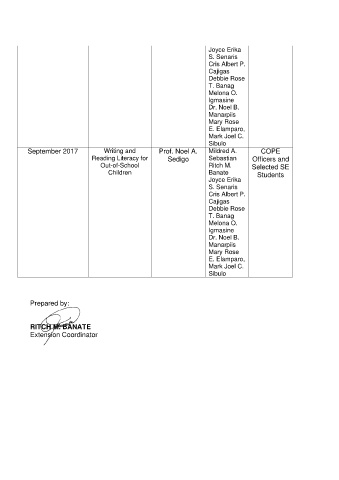 Joyce Erika
S. Senaris
Cris Albert P.
Cajigas
Debbie Rose
T. Banag
Melona O.
Igmasine
Dr. Noel B.
Manarpiis
Mary Rose
E. Elamparo,
Mark Joel C.
Sibulo
September 2017
Writing and
Reading Literacy for
Out-of-School
Children
Prof. Noel A.
Sedigo
Mildred A.
Sebastian
Ritch M.
Banate
Joyce Erika
S. Senaris
Cris Albert P.
Cajigas
Debbie Rose
T. Banag
Melona O.
Igmasine
Dr. Noel B.
Manarpiis
Mary Rose
E. Elamparo,
Mark Joel C.
Sibulo
COPE
Officers and
Selected SE
Students
Prepared by:
RITCH M. BANATE
Extension Coordinator